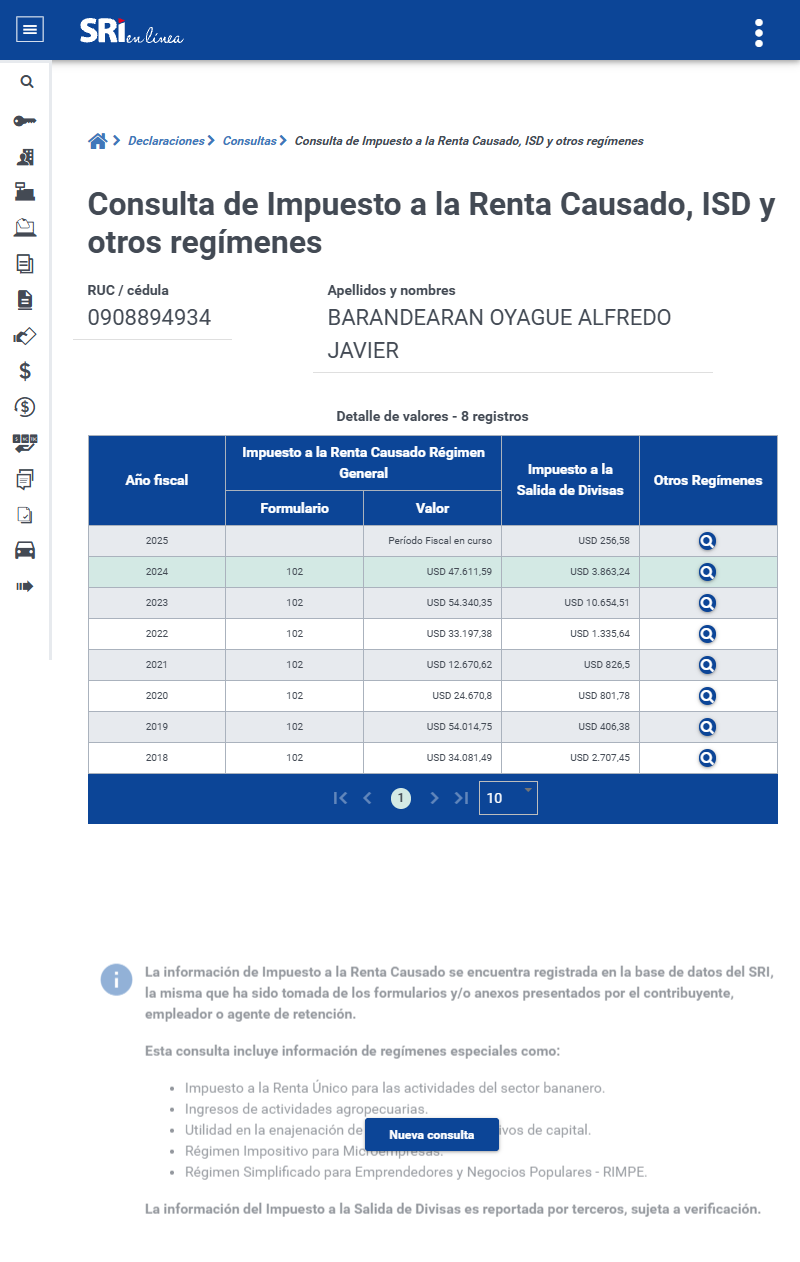 SRi en línea
Declaraciones Consultas Consulta de Impuesto a la Renta Causado, ISD y otros regímenes
Consulta de Impuesto a la Renta Causado, ISD y
otros regímenes
RUC / cédula Apellidos y nombres
0908894934 BARANDEARAN OYAGUE ALFREDO
JAVIER
Detalle de valores - 8 registros
Año fiscal Impuesto a la Renta Causado Régimen General Impuesto a la Salida de Divisas Otros Regímenes
Formulario Valor
2025 Período Fiscal en curso USD 256,58
2024 102 USD 47.611,59 USD 3.863,24
2023 102 USD 54.340,35 USD 10.654,51
2022 102 USD 33.197,38 USD 1.335,64
2021 102 USD 12.670,62 USD 826,5
2020 102 USD 24.670,8 USD 801,78
2019 102 USD 54.014,75 USD 406,38
2018 102 USD 34.081,49 USD 2.707,45
1 10
La información de Impuesto a la Renta Causado se encuentra registrada en la base de datos del SRI,
la misma que ha sido tomada de los formularios y/o anexos presentados por el contribuyente,
empleador o agente de retención.
Esta consulta incluye información de regímenes especiales como:
• Impuesto a la Renta Único para las actividades del sector bananero.
• Ingresos de actividades agropecuarias.
• Utilidad en la enajenación de ivos de capital.
Nueva consulta
• Régimen Impositivo para Microempresas.
• Régimen Simplificado para Emprendedores y Negocios Populares - RIMPE.
La información del Impuesto a la Salida de Divisas es reportada por terceros, sujeta a verificación.